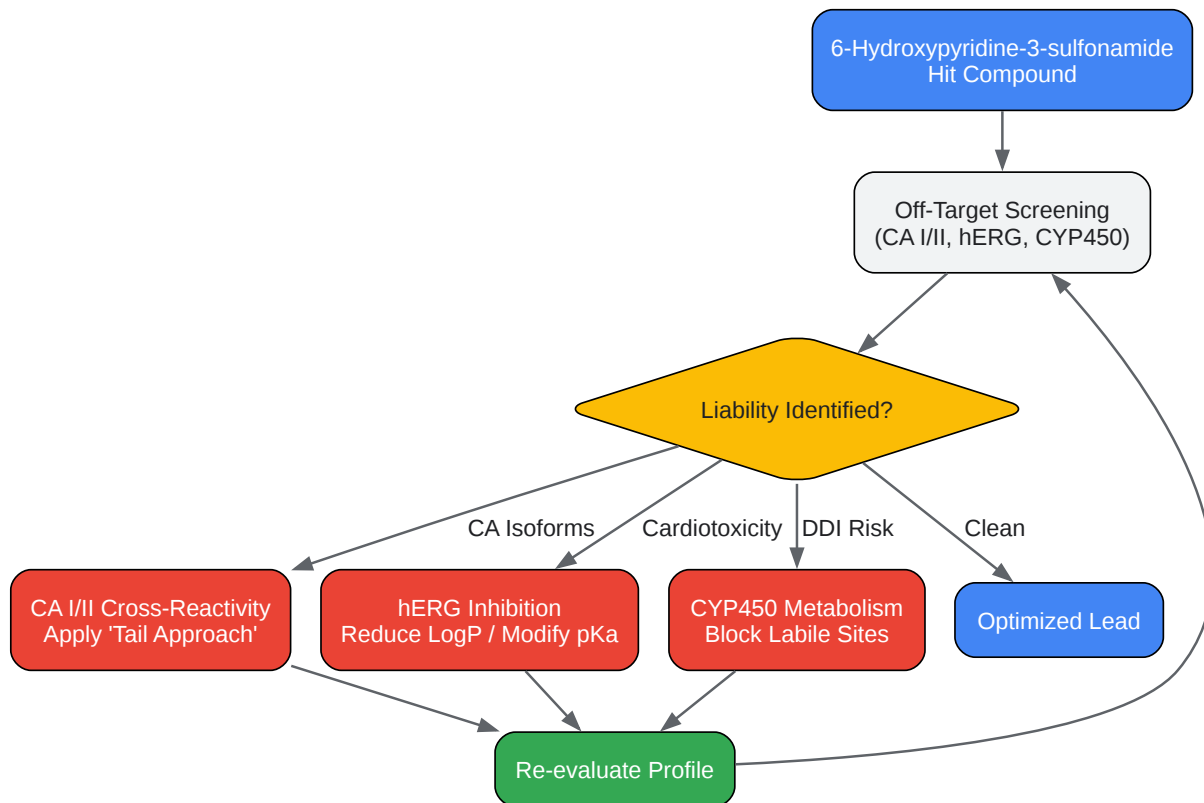 6-Hydroxypyridine-3-sulfonamide
Hit Compound
Off-Target Screening
(CA I/II, hERG, CYP450)
Liability Identified?
CA Isoforms
Cardiotoxicity
DDI Risk
Clean
CA I/II Cross-Reactivity
Apply 'Tail Approach'
hERG Inhibition
Reduce LogP / Modify pKa
CYP450 Metabolism
Block Labile Sites
Optimized Lead
Re-evaluate Profile